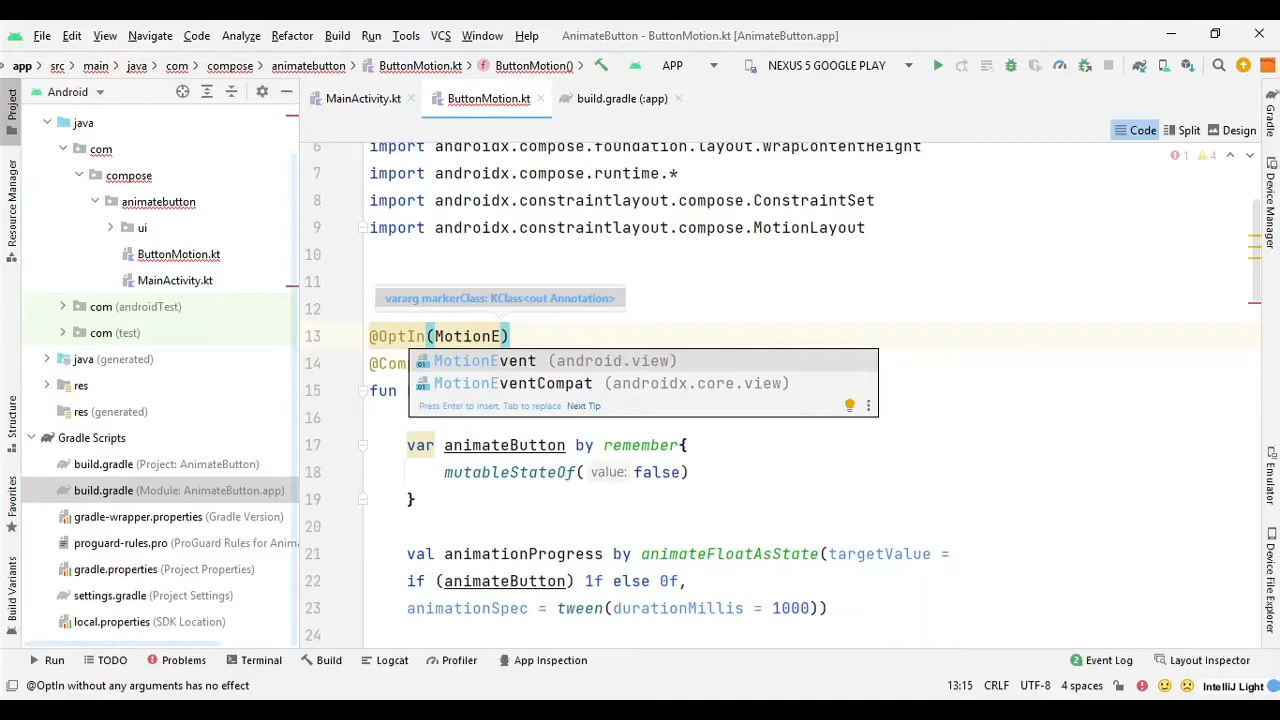 File Edit View Navigate Code Analyze Refactor Build Run Tools VCS Window Help AnimateButton - ButtonMotion.kt [AnimateButton.app]
app src main java com compose animatebutton ButtonMotion.kt ButtonMotion() APP NEXUS 5 GOOGLE PLAY
Android
MainActivity.kt ButtonMotion.kt build.gradle (:app)
Code Split Design
Project
Resource Manager
Structure
Favorites
Build Variants
java
com
compose
animatebutton
ui
ButtonMotion.kt
MainActivity.kt
com (androidTest)
com (test)
java (generated)
res
res (generated)
Gradle Scripts
build.gradle (Project: AnimateButton)
build.gradle (Module: AnimateButton.app)
gradle-wrapper.properties (Gradle Version)
proguard-rules.pro (ProGuard Rules for Anima
gradle.properties (Project Properties)
settings.gradle (Project Settings)
local.properties (SDK Location)
1 4
6 import androidx.compose.foundation.layout.wrapContentHeight
7 import androidx.compose.runtime.*
8 import androidx.constraintlayout.compose.ConstraintSet
9 import androidx.constraintlayout.compose.MotionLayout
10
11
vararg markerClass: KClass<out Annotation>
12
13 @OptIn(MotionE)
MotionEvent (android.view)
14 @Com
MotionEventCompat (androidx.core.view)
15 fun
Press Enter to insert, Tab to replace Next Tip
16
17 var animateButton by remember{
18 mutableStateOf( value: false)
19 }
20
21 val animationProgress by animateFloatAsState(targetValue =
22 if (animateButton) 1f else 0f,
23 animationSpec = tween(durationMillis = 1000))
24
Gradle
Device Manager
Emulator
Device File Explorer
Run TODO Problems Terminal Build Logcat Profiler App Inspection 2 Event Log Layout Inspector
@OptIn without any arguments has no effect 13:15 CRLF UTF-8 4 spaces IntelliJ Light